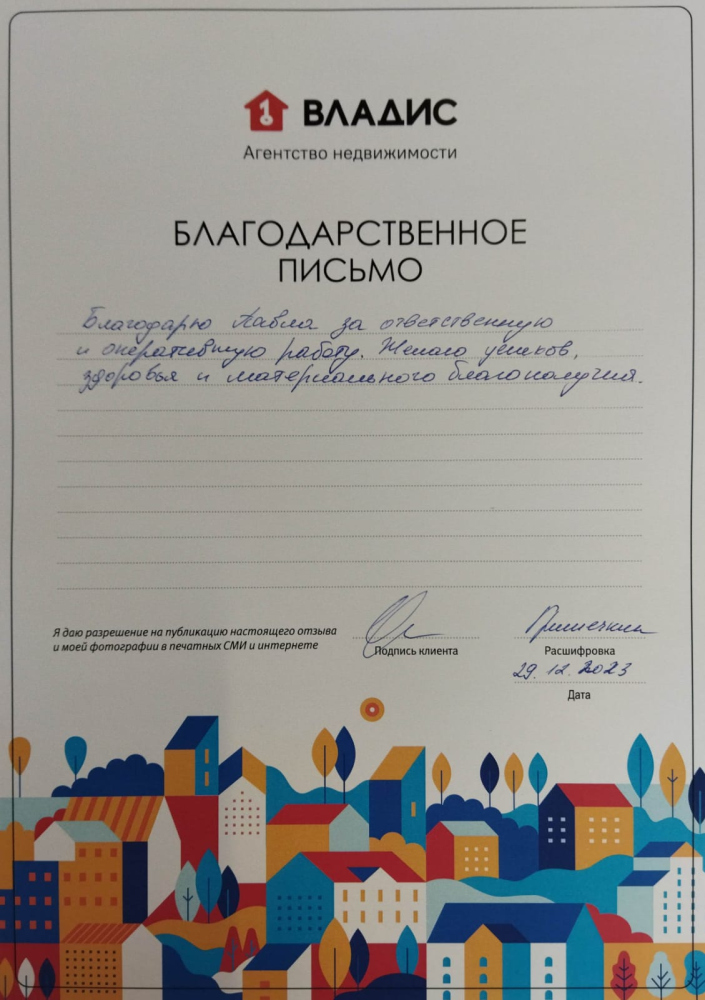 ВЛАДИС
Агентство недвижимости
БЛАГОДАРСТВЕННОЕ
ПИСЬМО
Благодарю Павла за ответственную
и оперативную работу. Желаю успехов,
здоровья и материального благополучия.
Я даю разрешение на публикацию настоящего отзыва
и моей фотографии в печатных СМИ и интернете
Подпись клиента
Расшифровка
29.12.2023
Дата